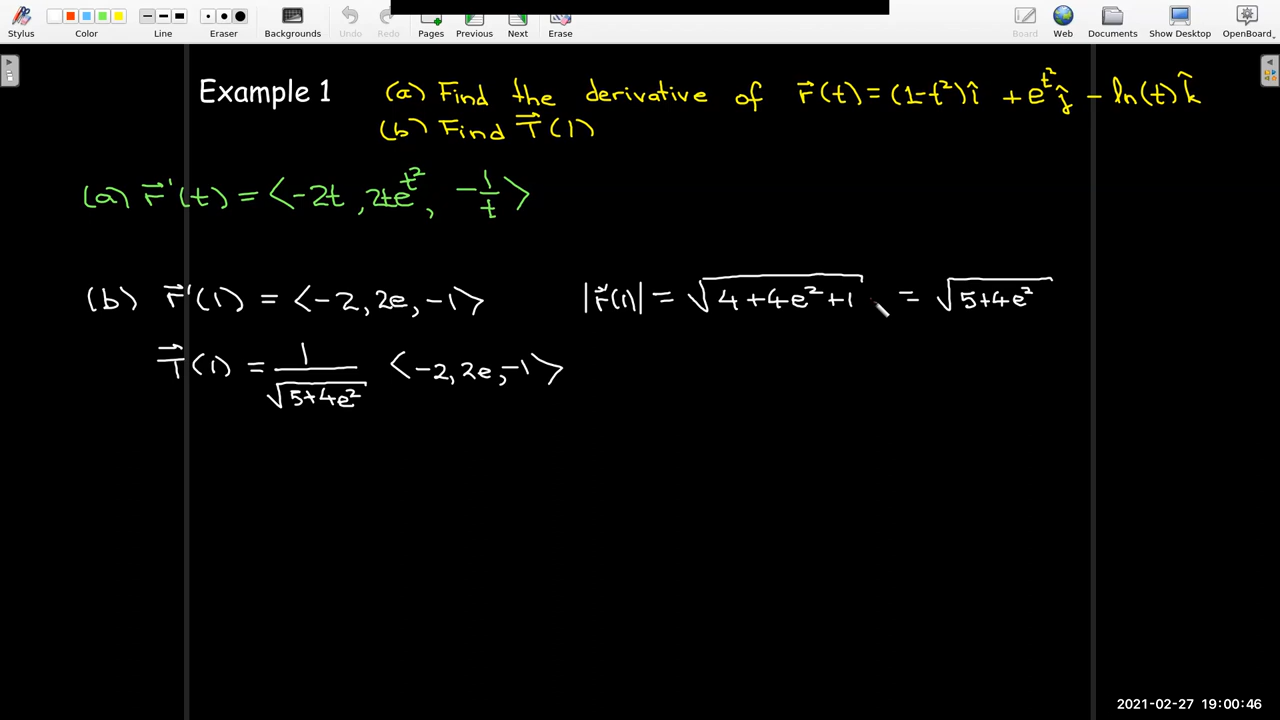 Stylus Color Line Eraser Backgrounds Undo Redo Pages Previous Next Erase Board Web Documents Show Desktop OpenBoard
Example 1 (a) Find the derivative of r⃗(t)=(1-t²)î + e^{t²} ĵ − ln(t) k̂
(b) Find T⃗(1)
(a) r⃗'(t) = ⟨-2t, 2te^{t²}, -1/t⟩
(b) r⃗'(1) = ⟨-2, 2e, -1⟩ |r⃗'(1)| = √(4+4e²+1) = √(5+4e²)
T⃗(1) = 1/√(5+4e²) ⟨-2, 2e, -1⟩
2021-02-27 19:00:46